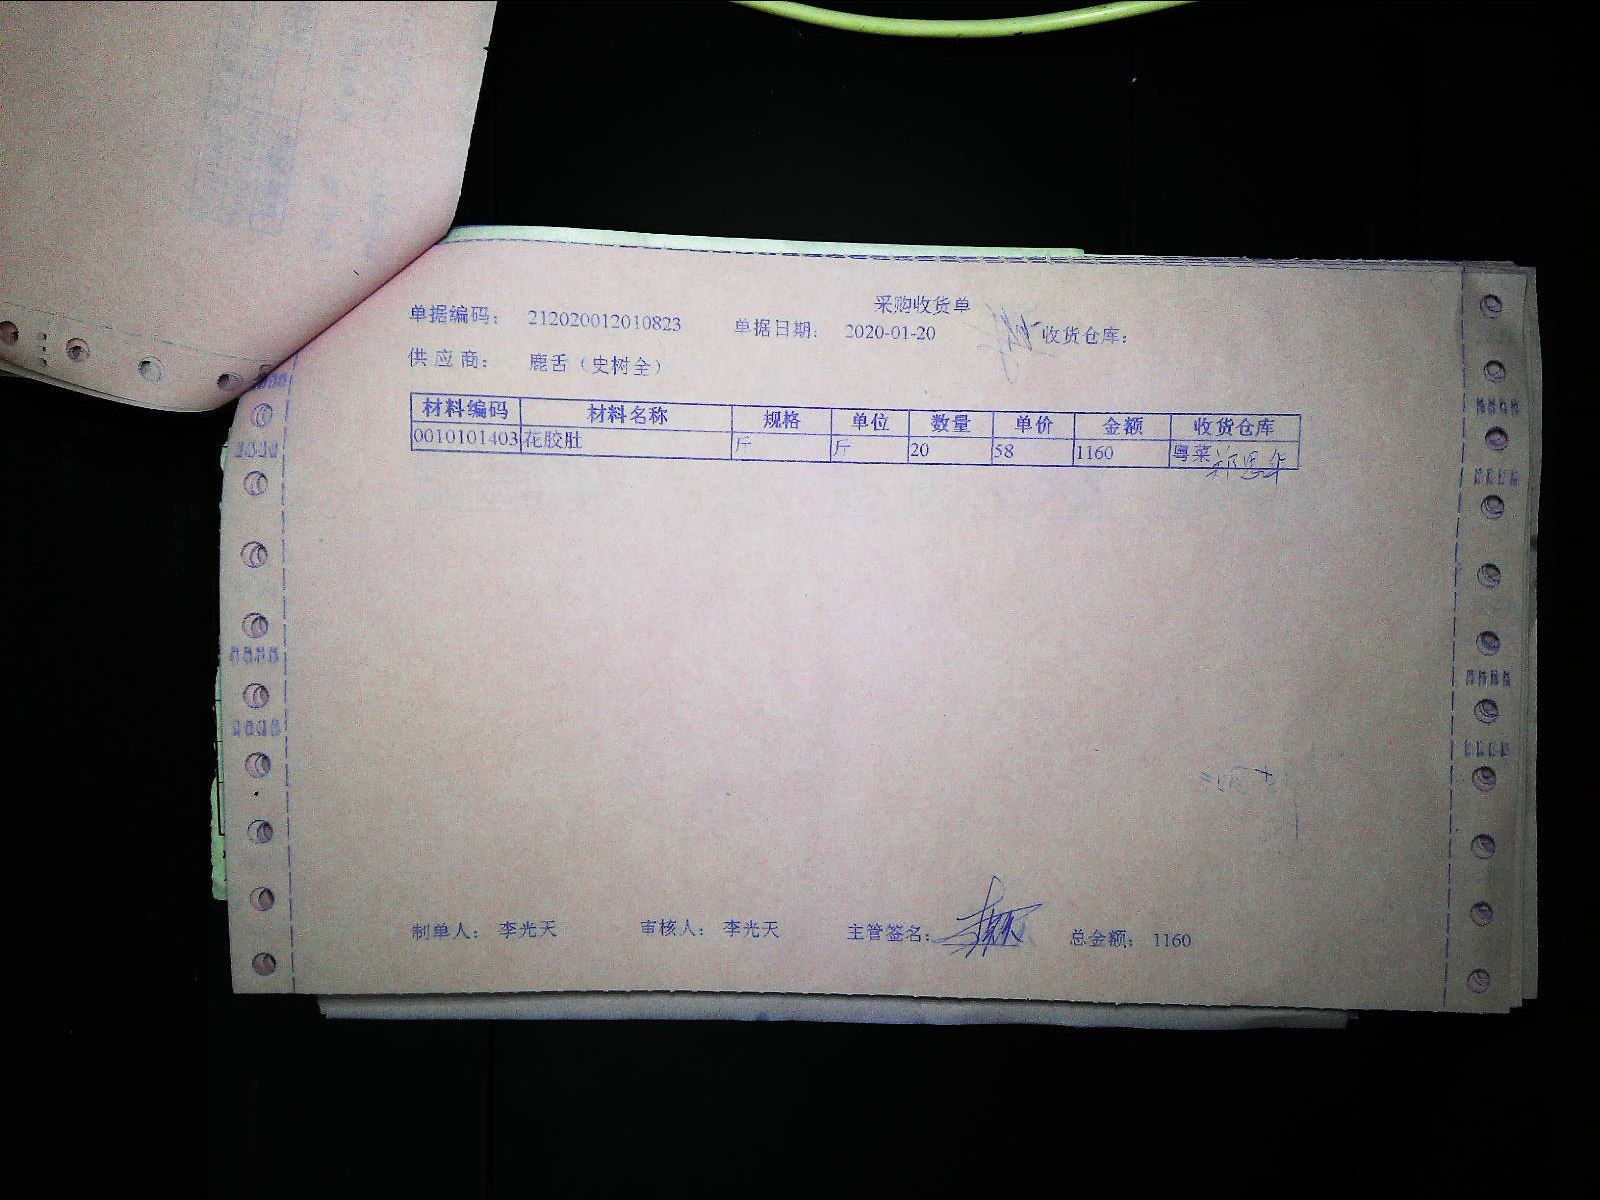 采购收货单
单据编码: 212020012010823 单据日期: 2020-01-20 收货仓库:
供应商: 鹿舌（史树全）
材料编码 材料名称 规格 单位 数量 单价 金额 收货仓库
0010101403 花胶肚 斤 斤 20 58 1160 粤菜
制单人: 李光天 审核人: 李光天 主管签名: 总金额: 1160